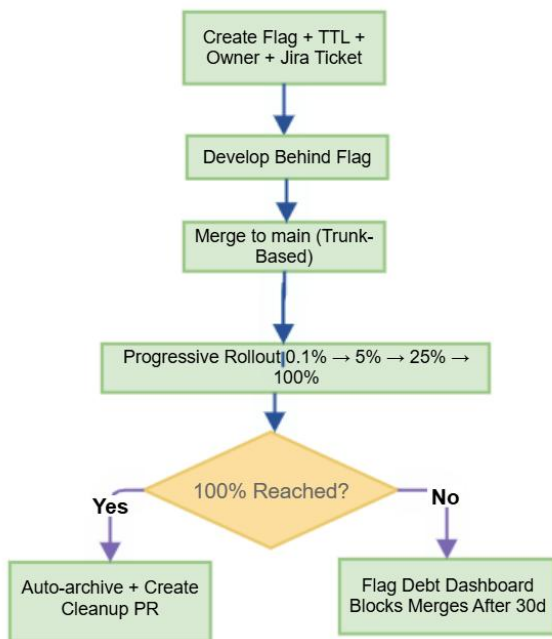 Create Flag + TTL +
Owner + Jira Ticket
Develop Behind Flag
Merge to main (Trunk-
Based)
Progressive Rollout 0.1% → 5% → 25% →
100%
100% Reached?
Yes
No
Auto-archive + Create
Cleanup PR
Flag Debt Dashboard
Blocks Merges After 30d